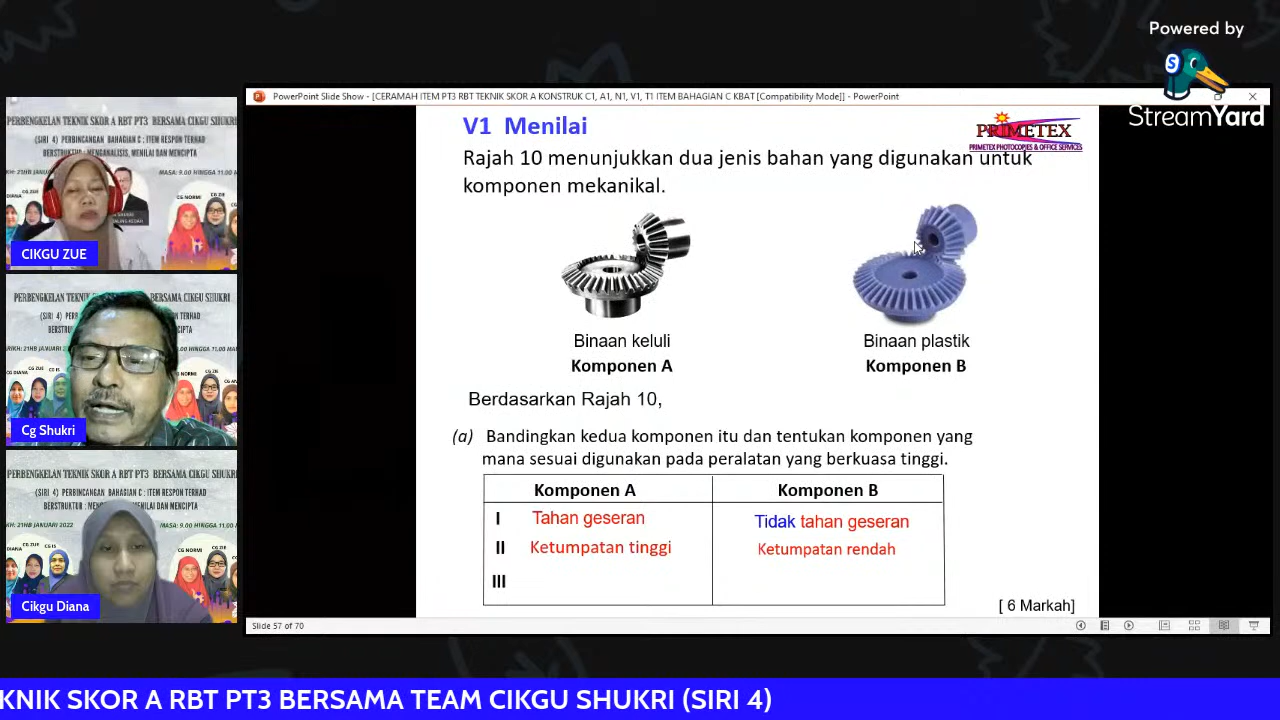 Powered by
StreamYard
PowerPoint Slide Show - [CERAMAH ITEM PT3 RBT TEKNIK SKOR A KONSTRUK C1, A1, N1, V1, T1 ITEM BAHAGIAN C KBAT [Compatibility Mode]] - PowerPoint
V1 Menilai
PRIMETEX
PRIMETEX PHOTOCOPIES & OFFICE SERVICES
Rajah 10 menunjukkan dua jenis bahan yang digunakan untuk
komponen mekanikal.
Binaan keluli
Komponen A
Binaan plastik
Komponen B
Berdasarkan Rajah 10,
(a) Bandingkan kedua komponen itu dan tentukan komponen yang
mana sesuai digunakan pada peralatan yang berkuasa tinggi.
Komponen A Komponen B
I Tahan geseran Tidak tahan geseran
II Ketumpatan tinggi Ketumpatan rendah
III
[ 6 Markah]
Slide 57 of 70
CIKGU ZUE
Cg Shukri
Cikgu Diana
KNIK SKOR A RBT PT3 BERSAMA TEAM CIKGU SHUKRI (SIRI 4)